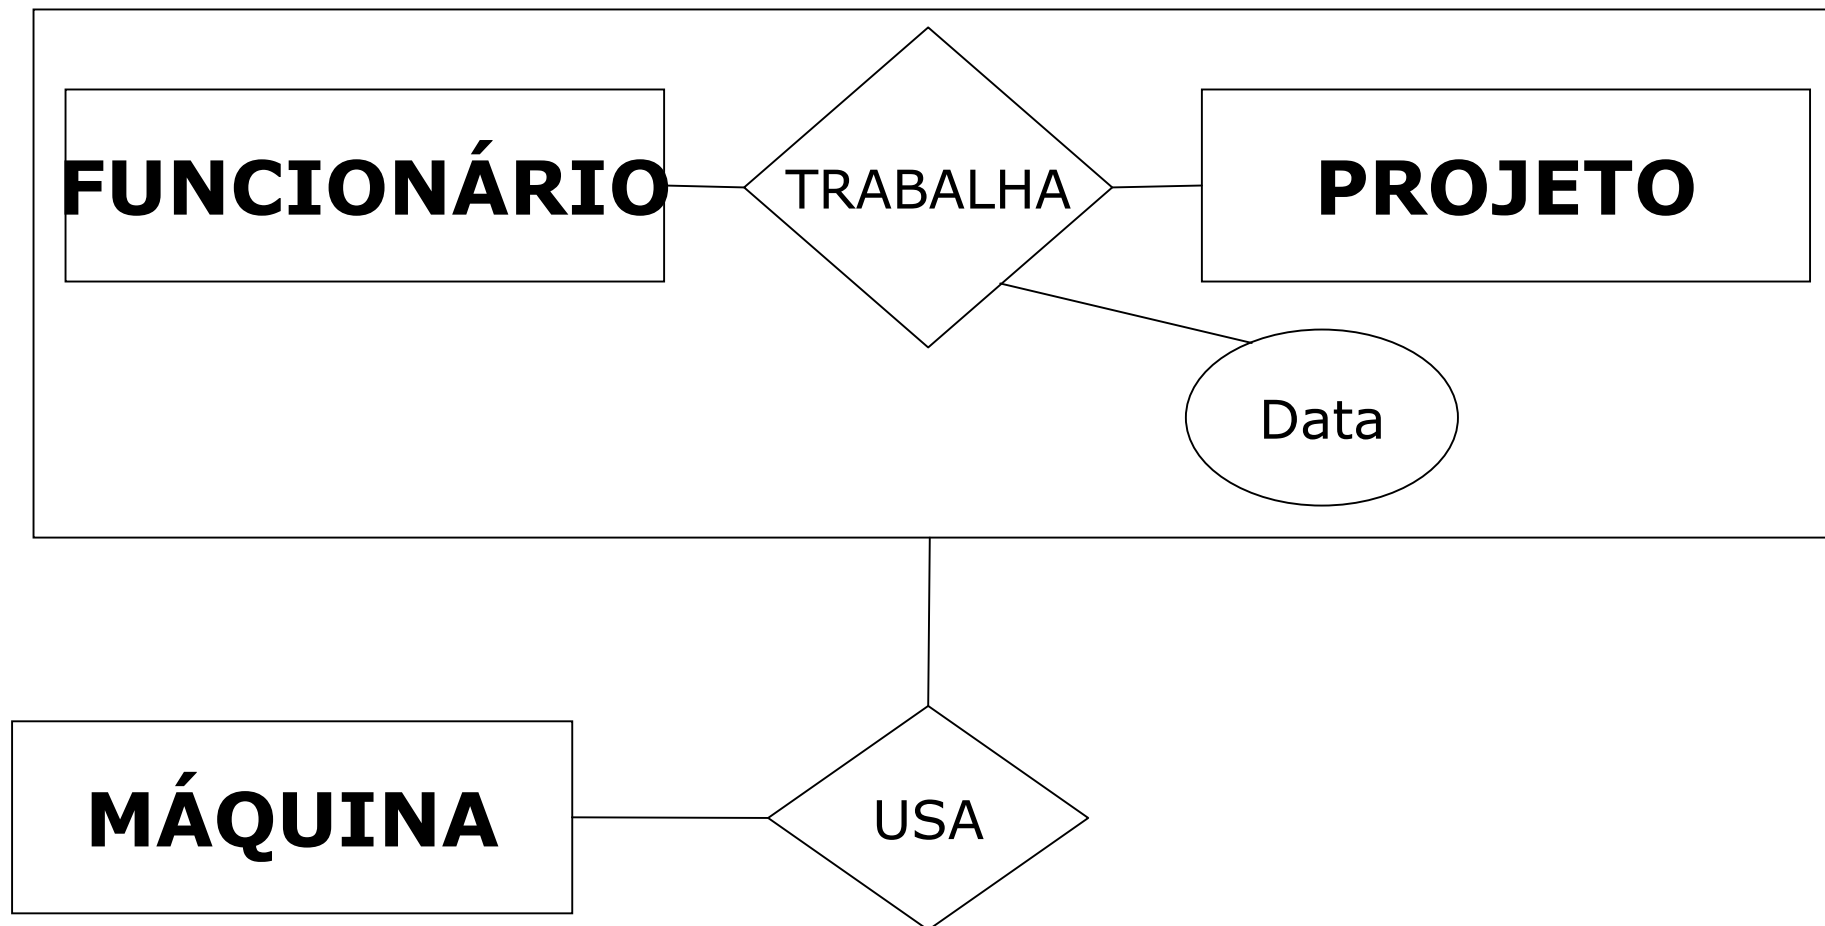 FUNCIONÁRIO
TRABALHA
PROJETO
Data
MÁQUINA
USA